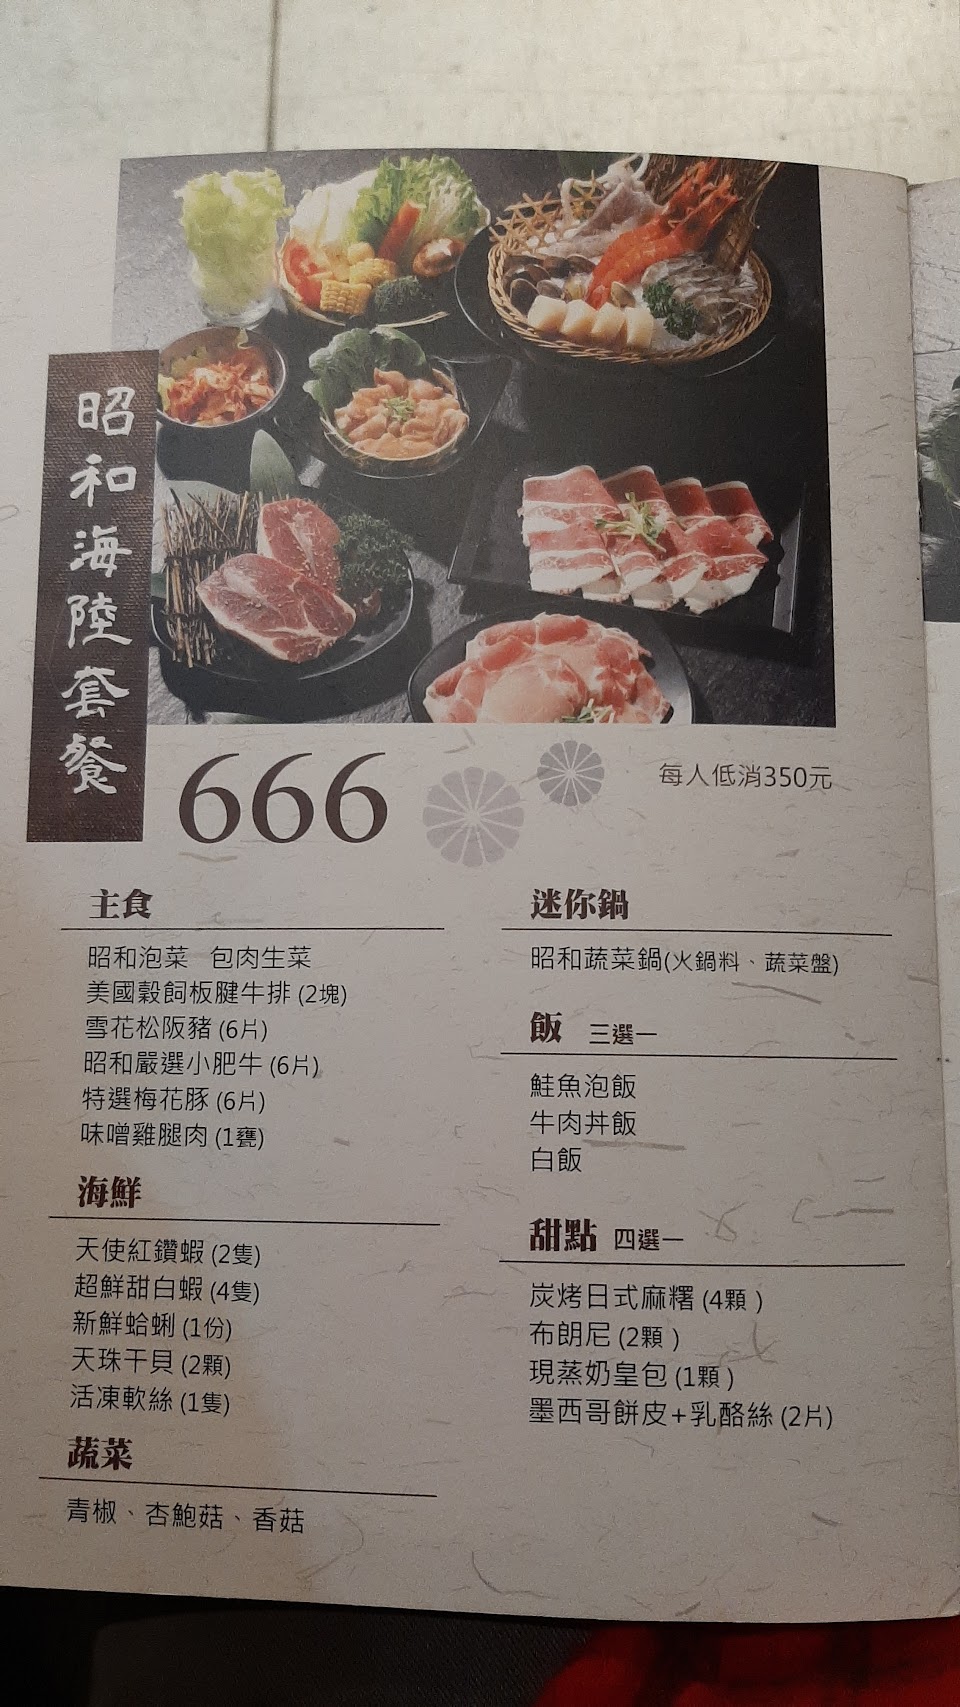 昭和海陸套餐
666
每人低消350元
主食
昭和泡菜 包肉生菜
美國穀飼板腱牛排 (2塊)
雪花松阪豬 (6片)
昭和嚴選小肥牛 (6片)
特選梅花豚 (6片)
味噌雞腿肉 (1甕)
海鮮
天使紅鑽蝦 (2隻)
超鮮甜白蝦 (4隻)
新鮮蛤蜊 (1份)
天珠干貝 (2顆)
活凍軟絲 (1隻)
蔬菜
青椒、杏鮑菇、香菇
迷你鍋
昭和蔬菜鍋(火鍋料、蔬菜盤)
飯 三選一
鮭魚泡飯
牛肉丼飯
白飯
甜點 四選一
炭烤日式麻糬 (4顆 )
布朗尼 (2顆 )
現蒸奶皇包 (1顆 )
墨西哥餅皮+乳酪絲 (2片)